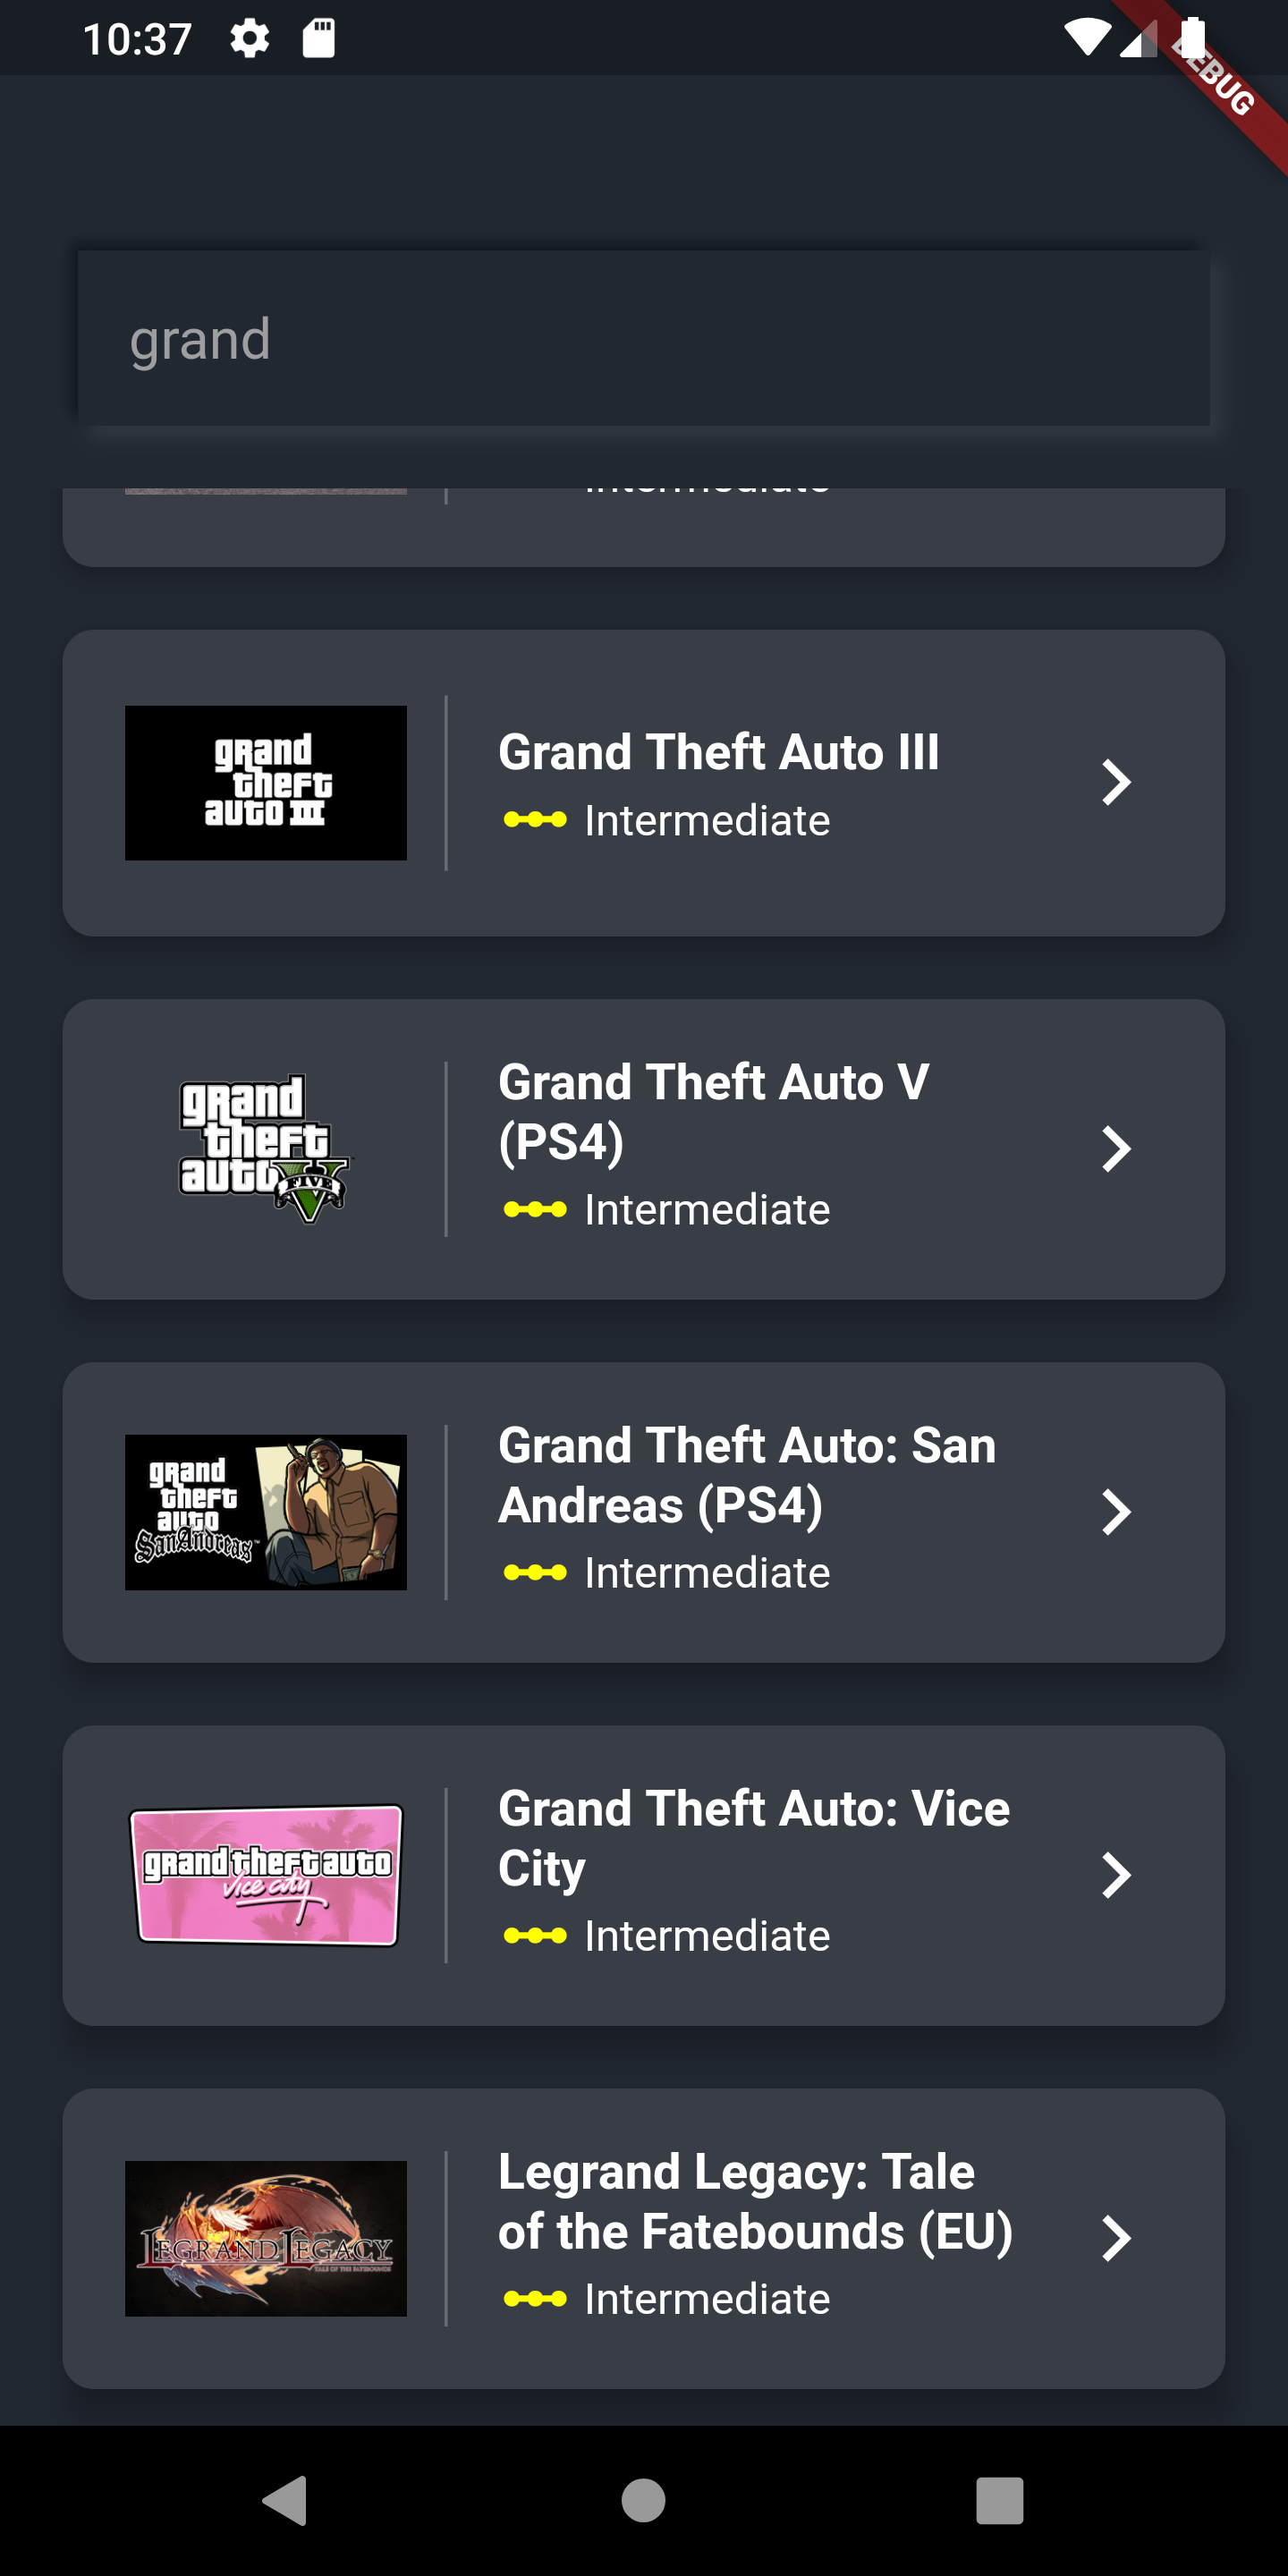 10:37
DEBUG
grand
Intermediate
grand
theft
auto III
Grand Theft Auto III
Intermediate
grand
theft
auto
FIVE
V
Grand Theft Auto V
(PS4)
Intermediate
grand
theft
auto
San Andreas
Grand Theft Auto: San
Andreas (PS4)
Intermediate
grand theft auto
vice city
Grand Theft Auto: Vice
City
Intermediate
LEGRAND LEGACY
TALE OF THE FATEBOUNDS
Legrand Legacy: Tale
of the Fatebounds (EU)
Intermediate